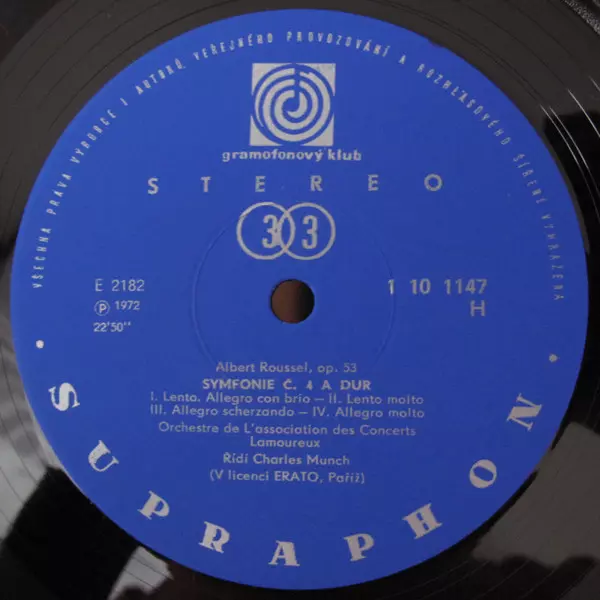 VŠECHNA PRÁVA VÝROBCE I AUTORŮ, VEŘEJNÉHO PROVOZOVÁNÍ A ROZHLASOVÉHO ŠÍŘENÍ VYHRAZENA
gramofonový klub
STEREO
33
E 2182
Ⓟ 1972
22'50''
1 10 1147
H
Albert Roussel, op. 53
SYMFONIE Č. 4 A DUR
I. Lento. Allegro con brio – II. Lento molto
III. Allegro scherzando – IV. Allegro molto
Orchestre de L'association des Concerts
Lamoureux
Řídí Charles Munch
(V licenci ERATO, Paříž)
· SUPRAPHON ·